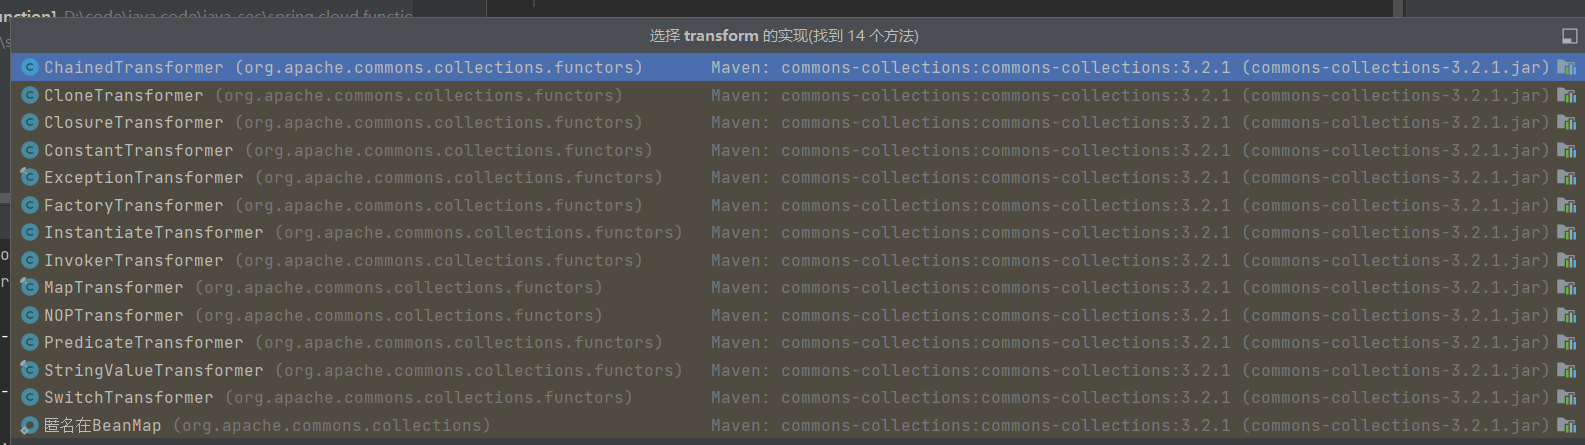 unction] D:\code\java code\java_sec\spring cloud functic
选择 transform 的实现(找到 14 个方法)
ChainedTransformer (org.apache.commons.collections.functors) Maven: commons-collections:commons-collections:3.2.1 (commons-collections-3.2.1.jar)
CloneTransformer (org.apache.commons.collections.functors) Maven: commons-collections:commons-collections:3.2.1 (commons-collections-3.2.1.jar)
ClosureTransformer (org.apache.commons.collections.functors) Maven: commons-collections:commons-collections:3.2.1 (commons-collections-3.2.1.jar)
ConstantTransformer (org.apache.commons.collections.functors) Maven: commons-collections:commons-collections:3.2.1 (commons-collections-3.2.1.jar)
ExceptionTransformer (org.apache.commons.collections.functors) Maven: commons-collections:commons-collections:3.2.1 (commons-collections-3.2.1.jar)
FactoryTransformer (org.apache.commons.collections.functors) Maven: commons-collections:commons-collections:3.2.1 (commons-collections-3.2.1.jar)
InstantiateTransformer (org.apache.commons.collections.functors) Maven: commons-collections:commons-collections:3.2.1 (commons-collections-3.2.1.jar)
InvokerTransformer (org.apache.commons.collections.functors) Maven: commons-collections:commons-collections:3.2.1 (commons-collections-3.2.1.jar)
MapTransformer (org.apache.commons.collections.functors) Maven: commons-collections:commons-collections:3.2.1 (commons-collections-3.2.1.jar)
NOPTransformer (org.apache.commons.collections.functors) Maven: commons-collections:commons-collections:3.2.1 (commons-collections-3.2.1.jar)
PredicateTransformer (org.apache.commons.collections.functors) Maven: commons-collections:commons-collections:3.2.1 (commons-collections-3.2.1.jar)
StringValueTransformer (org.apache.commons.collections.functors) Maven: commons-collections:commons-collections:3.2.1 (commons-collections-3.2.1.jar)
SwitchTransformer (org.apache.commons.collections.functors) Maven: commons-collections:commons-collections:3.2.1 (commons-collections-3.2.1.jar)
匿名在BeanMap (org.apache.commons.collections) Maven: commons-collections:commons-collections:3.2.1 (commons-collections-3.2.1.jar)